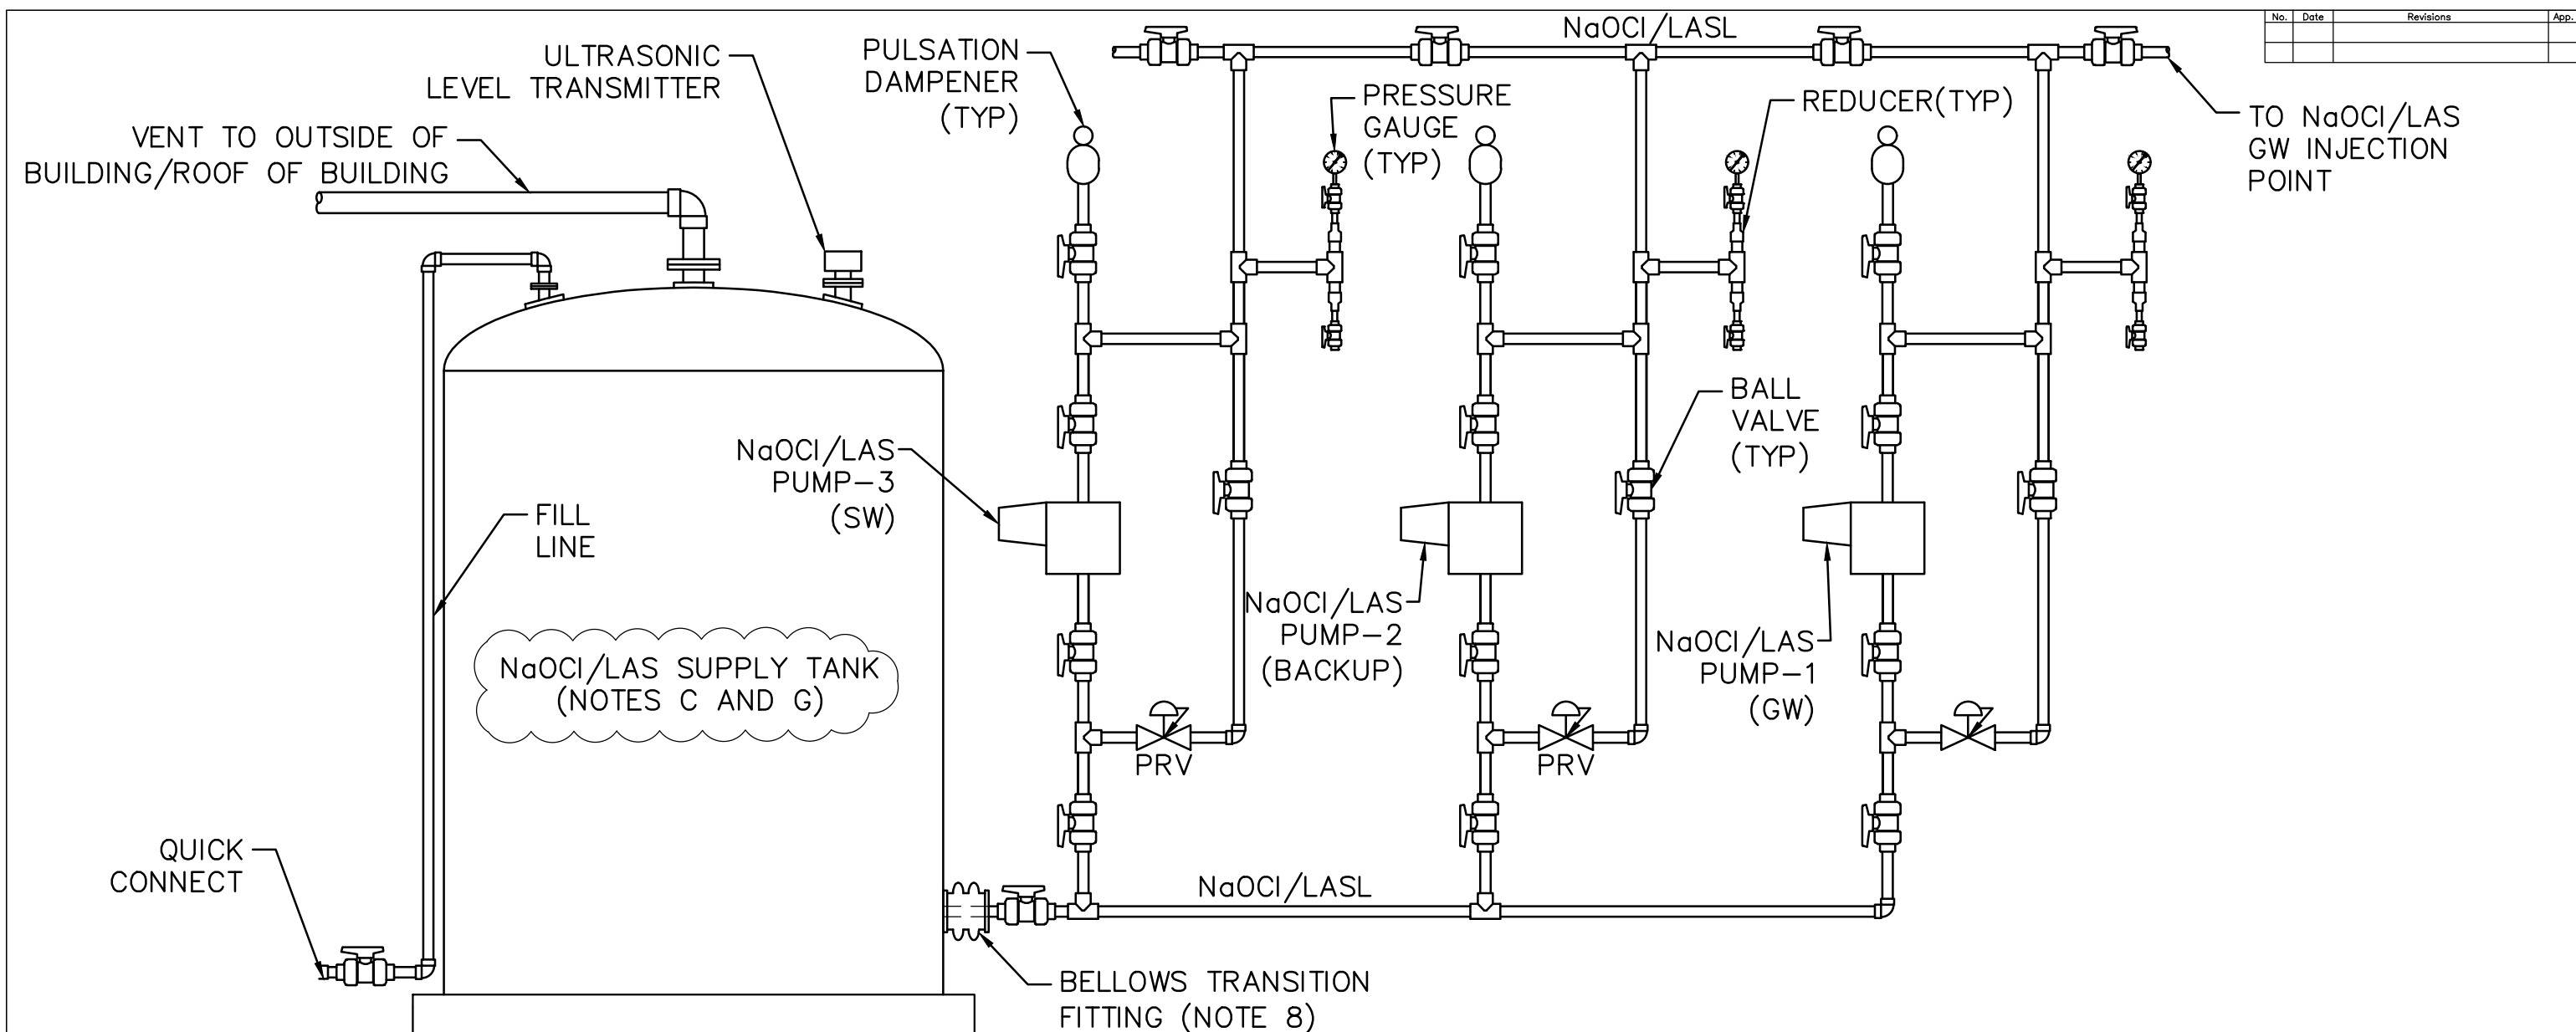 No. Date Revisions App.
ULTRASONIC
LEVEL TRANSMITTER
PULSATION
DAMPENER
(TYP)
NaOCl/LASL
VENT TO OUTSIDE OF
BUILDING/ROOF OF BUILDING
PRESSURE
GAUGE
(TYP)
REDUCER(TYP)
TO NaOCl/LAS
GW INJECTION
POINT
BALL
VALVE
(TYP)
NaOCl/LAS
PUMP-3
(SW)
FILL
LINE
NaOCl/LAS
PUMP-2
(BACKUP)
NaOCl/LAS
PUMP-1
(GW)
NaOCl/LAS SUPPLY TANK
(NOTES C AND G)
PRV
PRV
QUICK
CONNECT
NaOCl/LASL
BELLOWS TRANSITION
FITTING (NOTE 8)